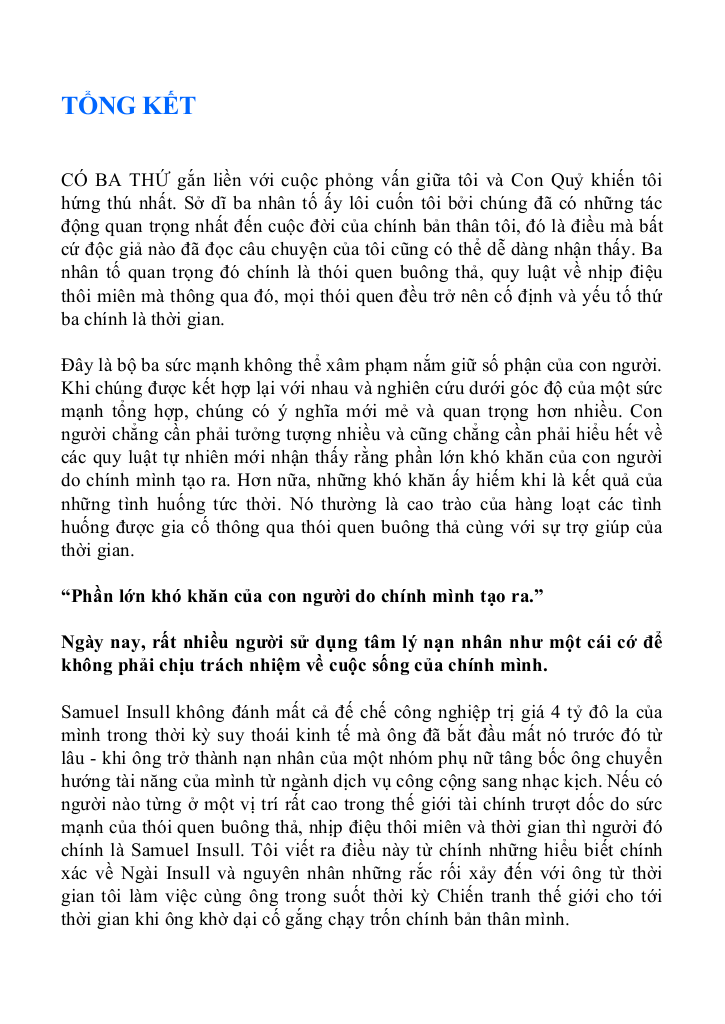 TỔNG KẾT
CÓ BA THỨ gắn liền với cuộc phỏng vấn giữa tôi và Con Quỷ khiến tôi
hứng thú nhất. Sở dĩ ba nhân tố ấy lôi cuốn tôi bởi chúng đã có những tác
động quan trọng nhất đến cuộc đời của chính bản thân tôi, đó là điều mà bất
cứ độc giả nào đã đọc câu chuyện của tôi cũng có thể dễ dàng nhận thấy. Ba
nhân tố quan trọng đó chính là thói quen buông thả, quy luật về nhịp điệu
thôi miên mà thông qua đó, mọi thói quen đều trở nên cố định và yếu tố thứ
ba chính là thời gian.
Đây là bộ ba sức mạnh không thể xâm phạm nắm giữ số phận của con người.
Khi chúng được kết hợp lại với nhau và nghiên cứu dưới góc độ của một sức
mạnh tổng hợp, chúng có ý nghĩa mới mẻ và quan trọng hơn nhiều. Con
người chẳng cần phải tưởng tượng nhiều và cũng chẳng cần phải hiểu hết về
các quy luật tự nhiên mới nhận thấy rằng phần lớn khó khăn của con người
do chính mình tạo ra. Hơn nữa, những khó khăn ấy hiếm khi là kết quả của
những tình huống tức thời. Nó thường là cao trào của hàng loạt các tình
huống được gia cố thông qua thói quen buông thả cùng với sự trợ giúp của
thời gian.
“Phần lớn khó khăn của con người do chính mình tạo ra.”
Ngày nay, rất nhiều người sử dụng tâm lý nạn nhân như một cái cớ để
không phải chịu trách nhiệm về cuộc sống của chính mình.
Samuel Insull không đánh mất cả đế chế công nghiệp trị giá 4 tỷ đô la của
mình trong thời kỳ suy thoái kinh tế mà ông đã bắt đầu mất nó trước đó từ
lâu - khi ông trở thành nạn nhân của một nhóm phụ nữ tâng bốc ông chuyển
hướng tài năng của mình từ ngành dịch vụ công cộng sang nhạc kịch. Nếu có
người nào từng ở một vị trí rất cao trong thế giới tài chính trượt dốc do sức
mạnh của thói quen buông thả, nhịp điệu thôi miên và thời gian thì người đó
chính là Samuel Insull. Tôi viết ra điều này từ chính những hiểu biết chính
xác về Ngài Insull và nguyên nhân những rắc rối xảy đến với ông từ thời
gian tôi làm việc cùng ông trong suốt thời kỳ Chiến tranh thế giới cho tới
thời gian khi ông khờ dại cố gắng chạy trốn chính bản thân mình.